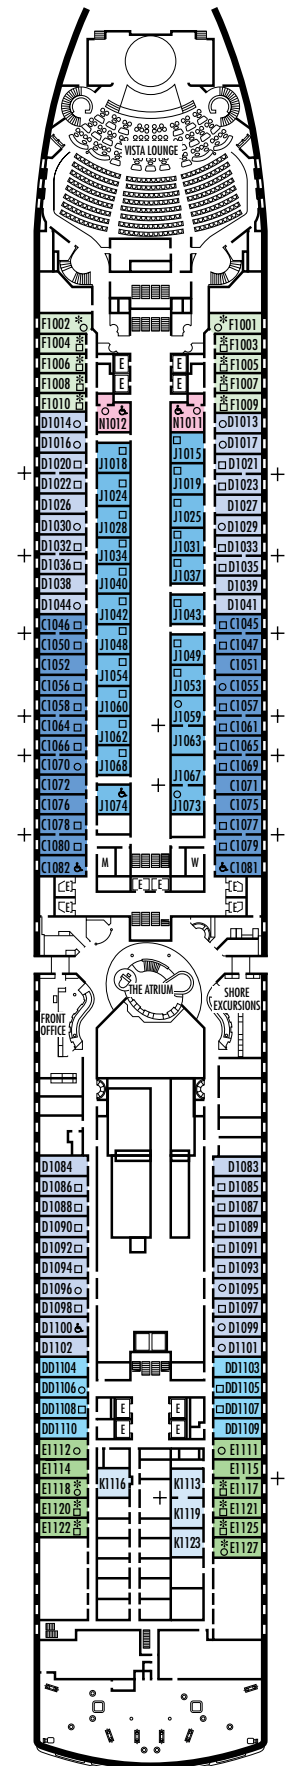 VISTA LOUNGE
F1002 F1001
F1004 F1003
E E
F1006 F1005
F1008 F1007
E E
F1010 F1009
N1012 N1011
D1014 D1013
D1016 D1017
J1018 J1015
D1020 D1021
D1022 J1019 D1023
J1024
D1026 D1027
J1025
D1030 J1028 D1029
D1032 J1031 D1033
J1034
D1036 D1035
J1037
D1038 J1040 D1039
D1044 D1041
J1042 J1043
C1046 C1045
C1050 J1048 C1047
J1049
C1052 C1051
J1054
C1056 J1053 C1055
C1058 J1060 C1057
J1059
C1064 C1061
J1062 J1063
C1066 C1065
C1070 J1068 C1069
J1067
C1072 C1071
C1076 J1074 J1073 C1075
C1078 C1077
C1080 C1079
M W
C1082 C1081
E E E E
E E
THE ATRIUM
FRONT
OFFICE
SHORE
EXCURSIONS
D1084 D1083
D1086 D1085
D1088 D1087
D1090 D1089
D1092 D1091
D1094 D1093
D1096 D1095
D1098 D1097
D1100 D1099
D1102 D1101
DD1104 DD1103
DD1106 DD1105
E E
DD1108 DD1107
DD1110 E E DD1109
E1112 E1111
E1114 E1115
E1118 K1116 K1113 E1117
E1120 E1121
K1119
E1122 E1125
K1123 E1127